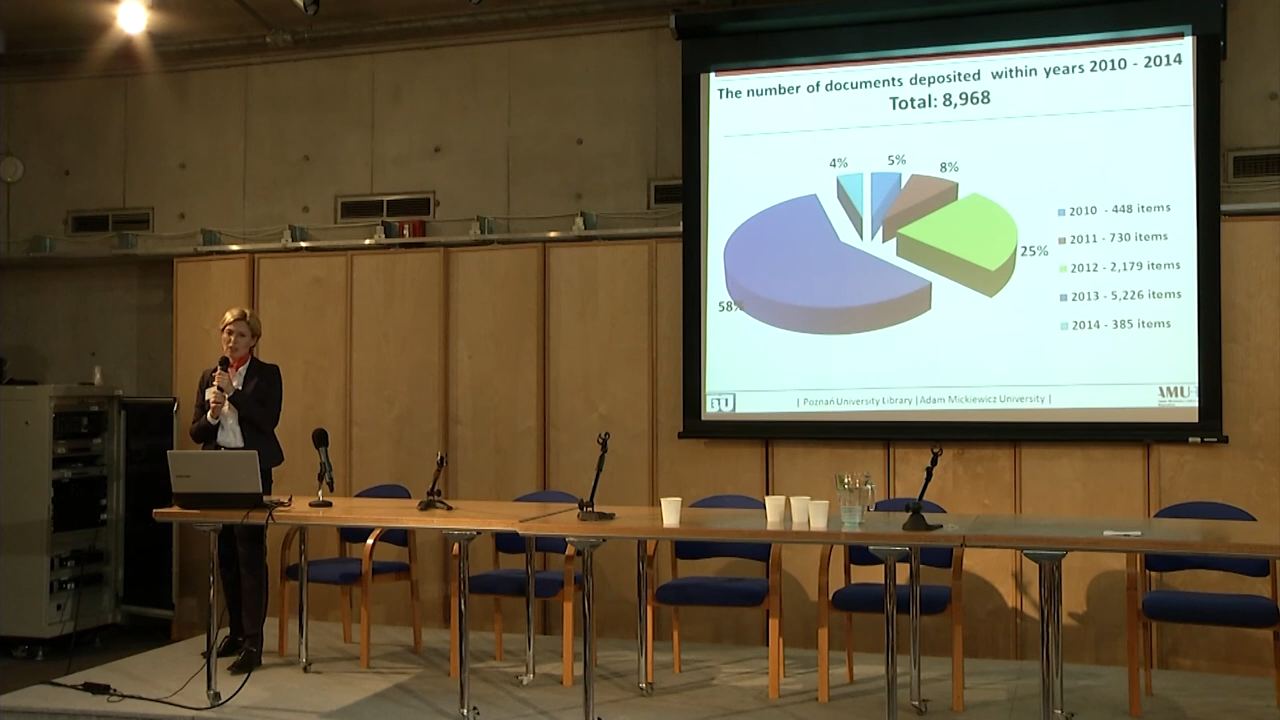 The number of documents deposited within years 2010 - 2014
Total: 8,968
4%
5%
8%
25%
58%
2010 - 448 items
2011 - 730 items
2012 - 2,179 items
2013 - 5,226 items
2014 - 385 items
| Poznań University Library | Adam Mickiewicz University |
AMU